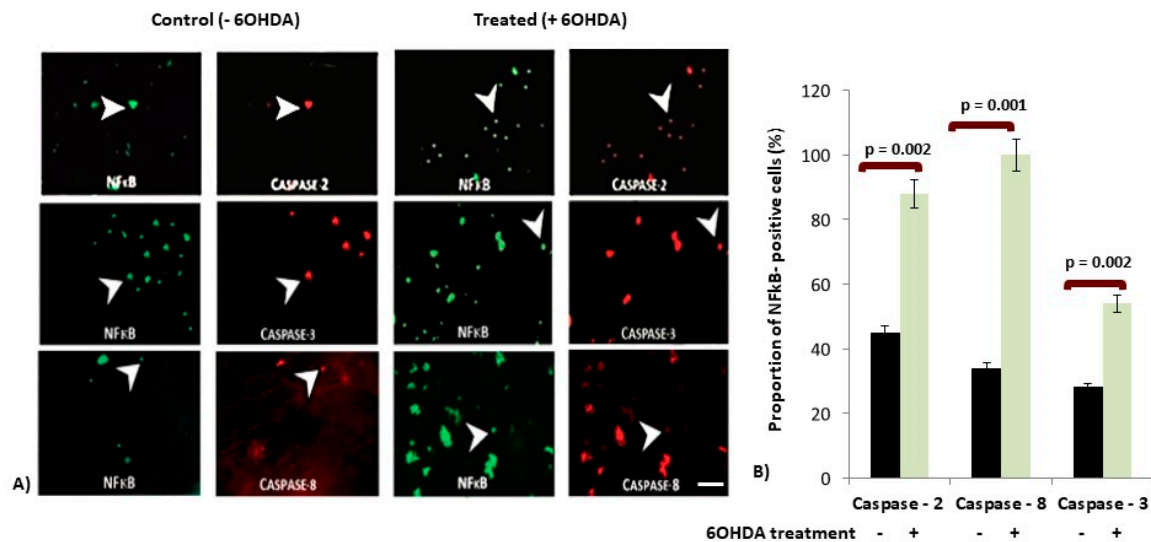 Control (- 6OHDA)
Treated (+ 6OHDA)
NFκB
CASPASE-2
NFκB
CASPASE-2
NFκB
CASPASE-3
NFκB
CASPASE-3
NFκB
CASPASE-8
NFκB
CASPASE-8
A)
Proportion of NFkB- positive cells (%)
120
100
80
60
40
20
0
p = 0.002
p = 0.001
p = 0.002
B)
Caspase - 2
Caspase - 8
Caspase - 3
6OHDA treatment - + - + - +